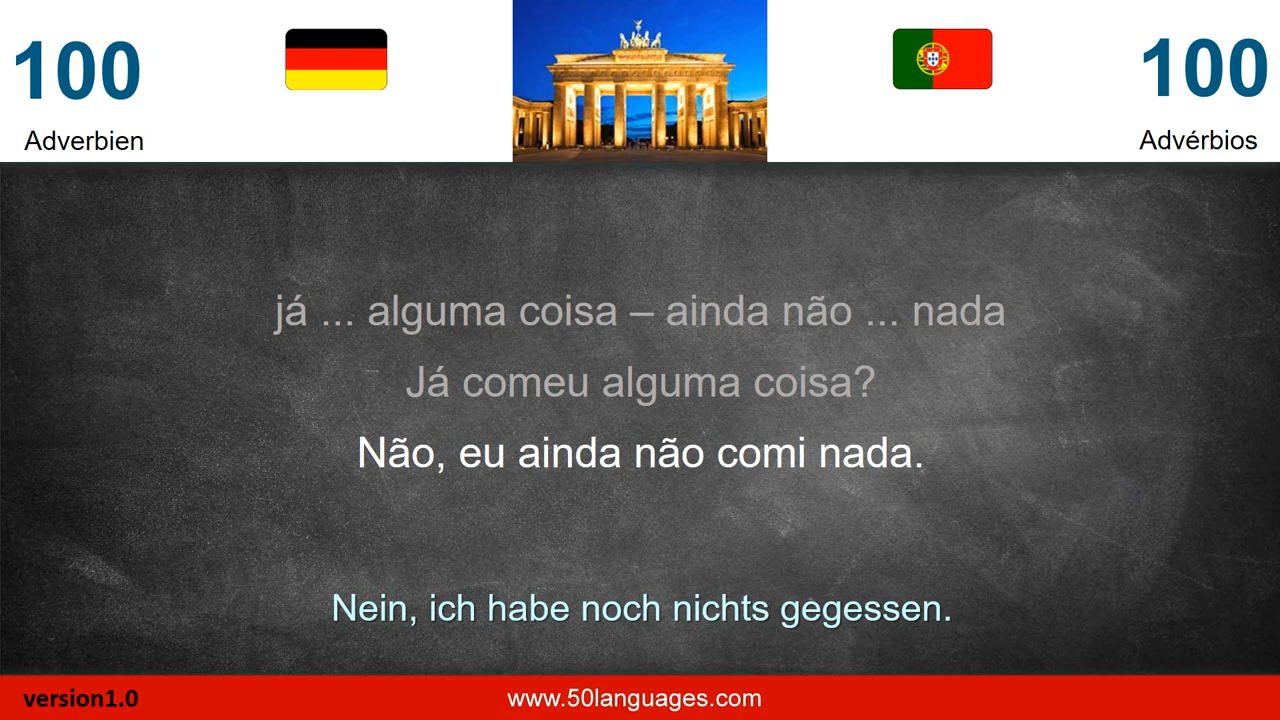 100
100
Adverbien
Advérbios
já ... alguma coisa – ainda não ... nada
Já comeu alguma coisa?
Não, eu ainda não comi nada.
Nein, ich habe noch nichts gegessen.
version1.0
www.50languages.com